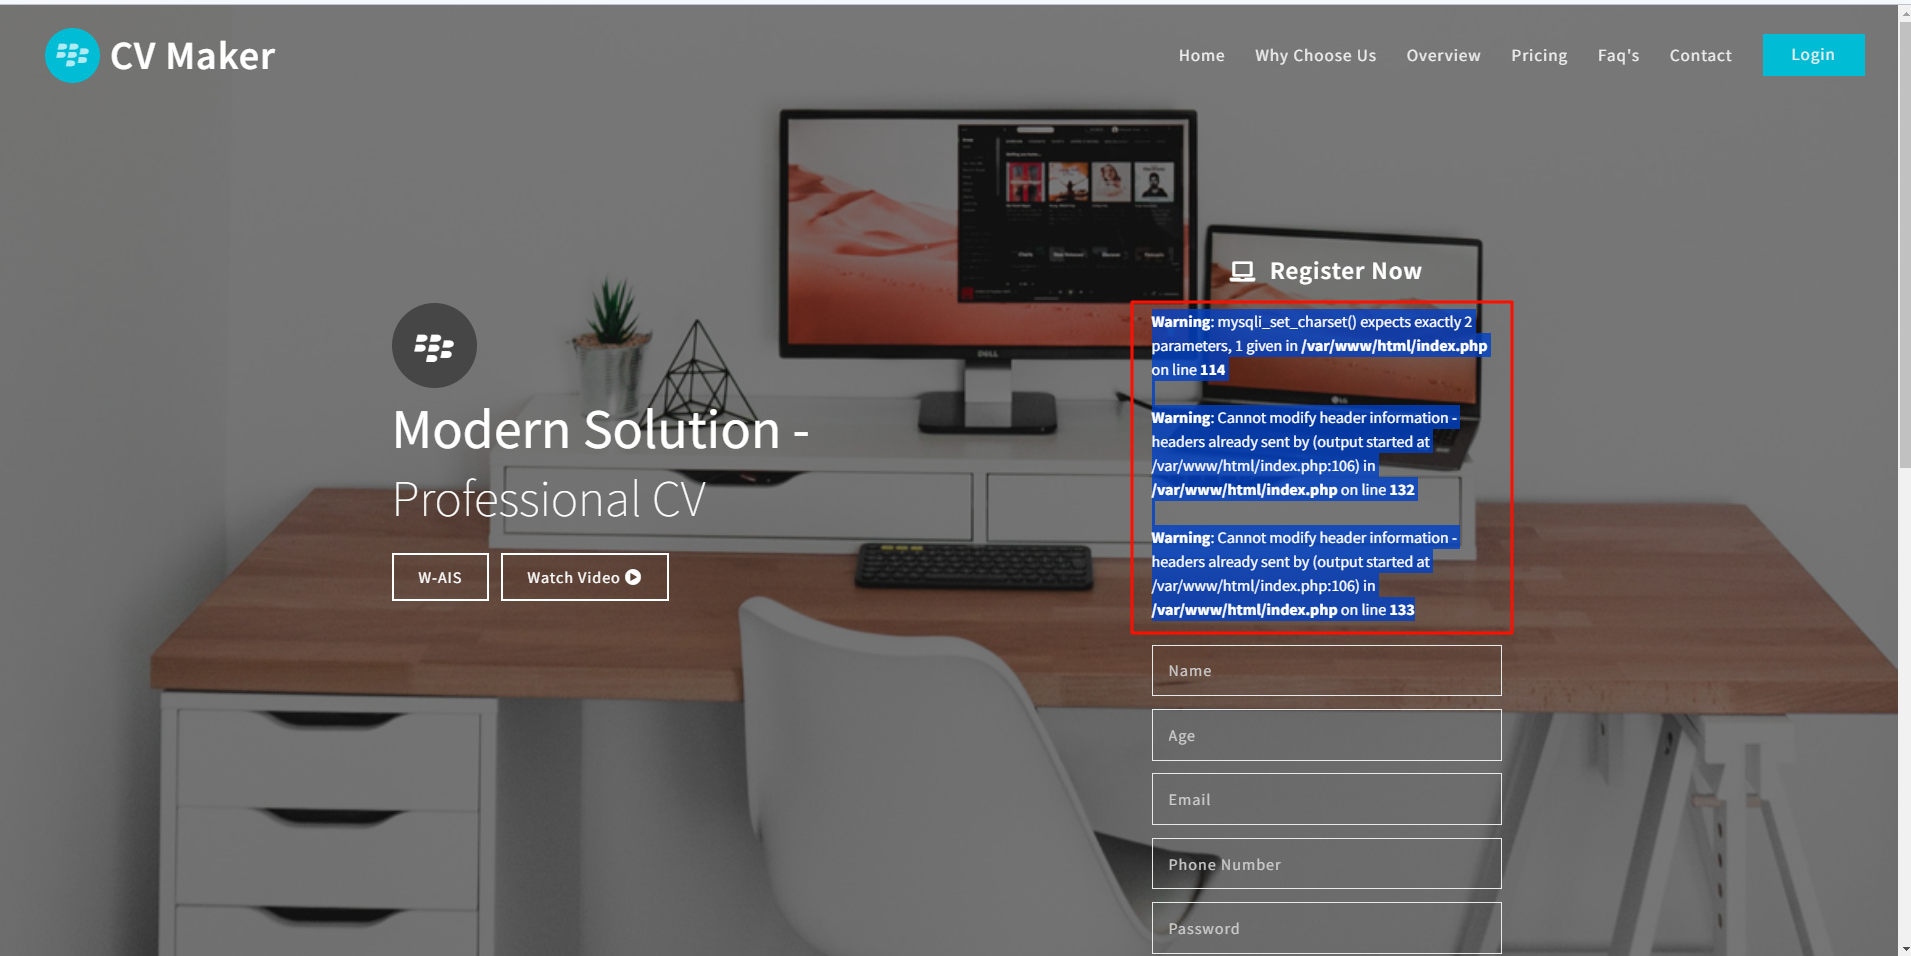 CV Maker
Home
Why Choose Us
Overview
Pricing
Faq's
Contact
Login
Register Now
Warning: mysqli_set_charset() expects exactly 2
parameters, 1 given in /var/www/html/index.php
on line 114
Warning: Cannot modify header information -
headers already sent by (output started at
/var/www/html/index.php:106) in
/var/www/html/index.php on line 132
Warning: Cannot modify header information -
headers already sent by (output started at
/var/www/html/index.php:106) in
/var/www/html/index.php on line 133
Modern Solution -
Professional CV
W-AIS
Watch Video
Name
Age
Email
Phone Number
Password
DELL
LG